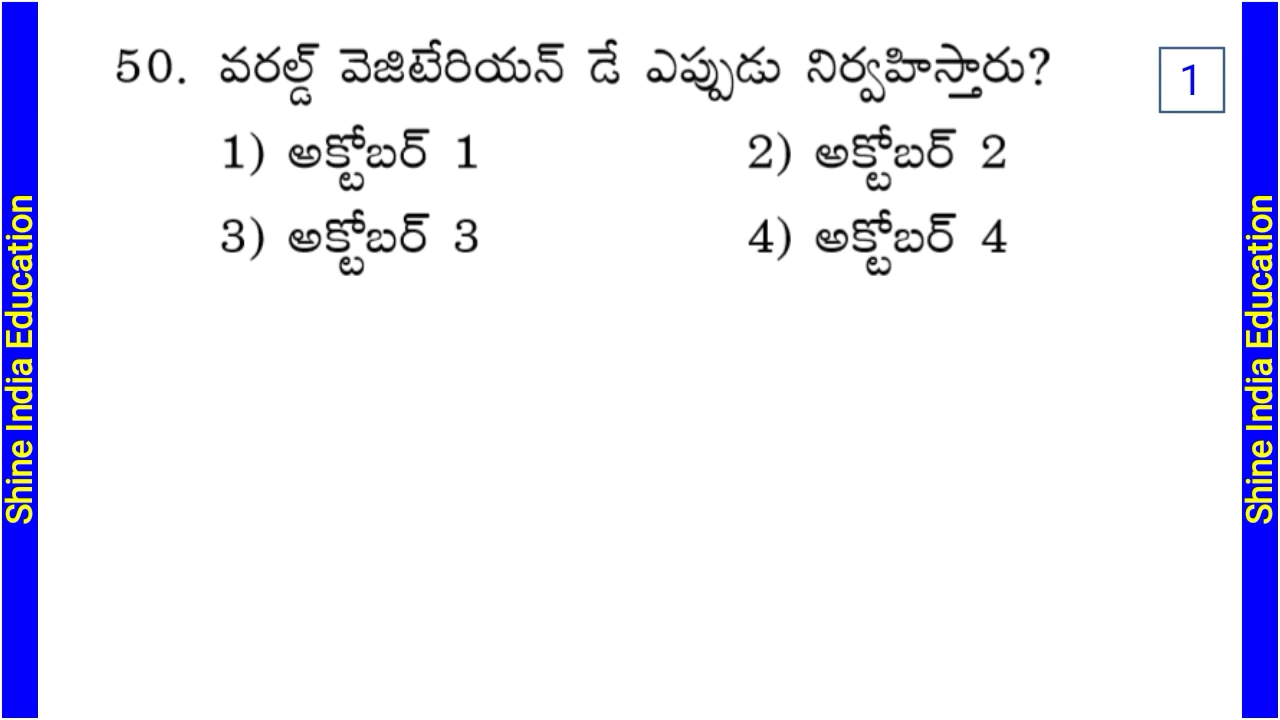 50. వరల్డ్ వెజిటేరియన్ డే ఎప్పుడు నిర్వహిస్తారు?
1
1) అక్టోబర్ 1 2) అక్టోబర్ 2
3) అక్టోబర్ 3 4) అక్టోబర్ 4
Shine India Education
Shine India Education